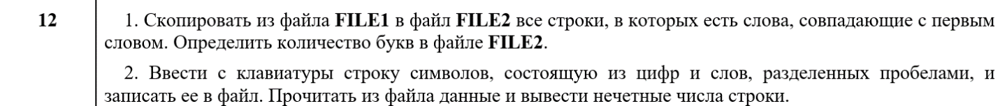 12
1. Скопировать из файла FILE1 в файл FILE2 все строки, в которых есть слова, совпадающие с первым
словом. Определить количество букв в файле FILE2.
2. Ввести с клавиатуры строку символов, состоящую из цифр и слов, разделенных пробелами, и
записать ее в файл. Прочитать из файла данные и вывести нечетные числа строки.